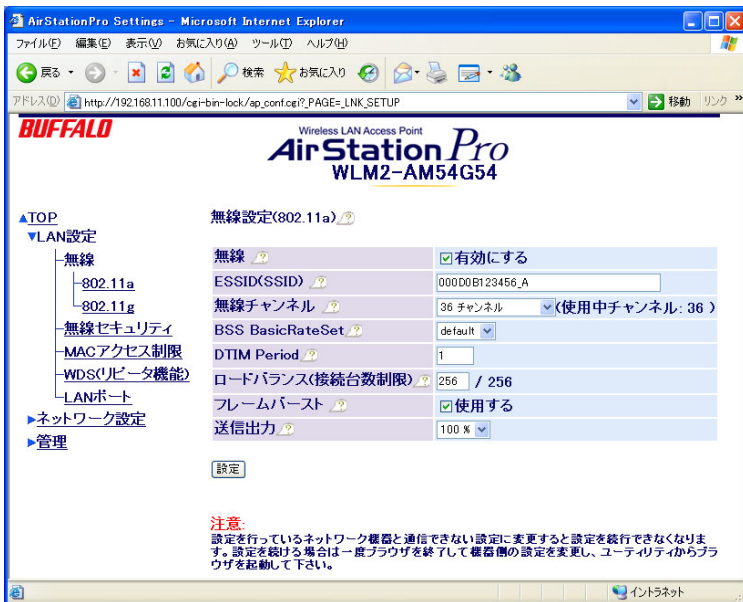 AirStationPro Settings - Microsoft Internet Explorer
ファイル(F) 編集(E) 表示(V) お気に入り(A) ツール(T) ヘルプ(H)
戻る 検索 お気に入り
アドレス(D) http://192.168.11.100/cgi-bin-lock/ap_conf.cgi?_PAGE=_LNK_SETUP 移動 リンク »
BUFFALO
Wireless LAN Access Point
AirStation Pro
WLM2-AM54G54
▲TOP
▼LAN設定
無線
802.11a
802.11g
無線セキュリティ
MACアクセス制限
WDS(リピータ機能)
LANポート
▶ネットワーク設定
▶管理
無線設定(802.11a) ?
無線 ? 有効にする
ESSID(SSID) ? 000D0B123456_A
無線チャンネル ? 36 チャンネル (使用中チャンネル: 36 )
BSS BasicRateSet ? default
DTIM Period ? 1
ロードバランス(接続台数制限) ? 256 / 256
フレームバースト ? 使用する
送信出力 ? 100 %
設定
注意:
設定を行っているネットワーク機器と通信できない設定に変更すると設定を続行できなくなりま
す。設定を続ける場合は一度ブラウザを終了して機器側の設定を変更し、ユーティリティからブラ
ウザを起動して下さい。
イントラネット